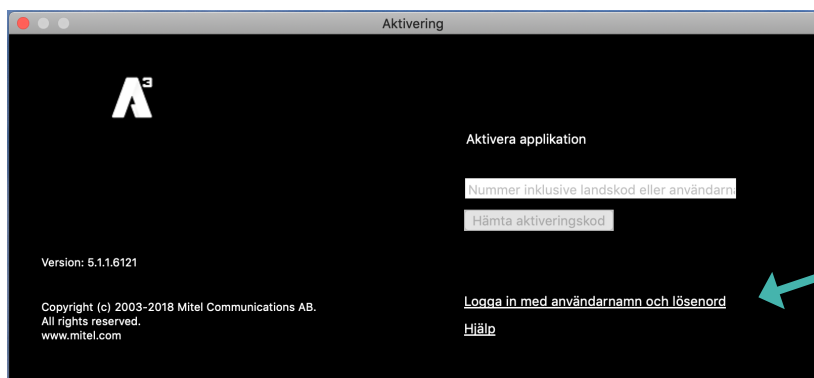 Aktivering
A3
Aktivera applikation
Nummer inklusive landskod eller användarna
Hämta aktiveringskod
Version: 5.1.1.6121
Logga in med användarnamn och lösenord
Copyright (c) 2003-2018 Mitel Communications AB.
All rights reserved.
Hjälp
www.mitel.com